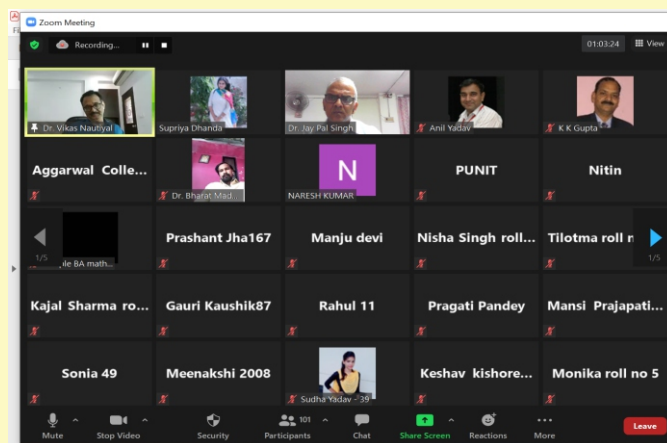 Zoom Meeting
Recording...
01:03:24
View
Dr. Vikas Nautiyal
Supriya Dhanda
Dr. Jay Pal Singh
Anil Yadav
K K Gupta
Aggarwal Colle...
Dr. Bharat Mad...
N
NARESH KUMAR
PUNIT
Nitin
1/5
BA math...
Prashant Jha167
Manju devi
Nisha Singh roll...
Tilotma roll
1/5
Kajal Sharma ro...
Gauri Kaushik87
Rahul 11
Pragati Pandey
Mansi Prajapati...
Sonia 49
Meenakshi 2008
Sudha Yadav - 39
Keshav kishore...
Monika roll no 5
Mute
Stop Video
Security
Participants
101
Chat
Share Screen
Reactions
More
Leave